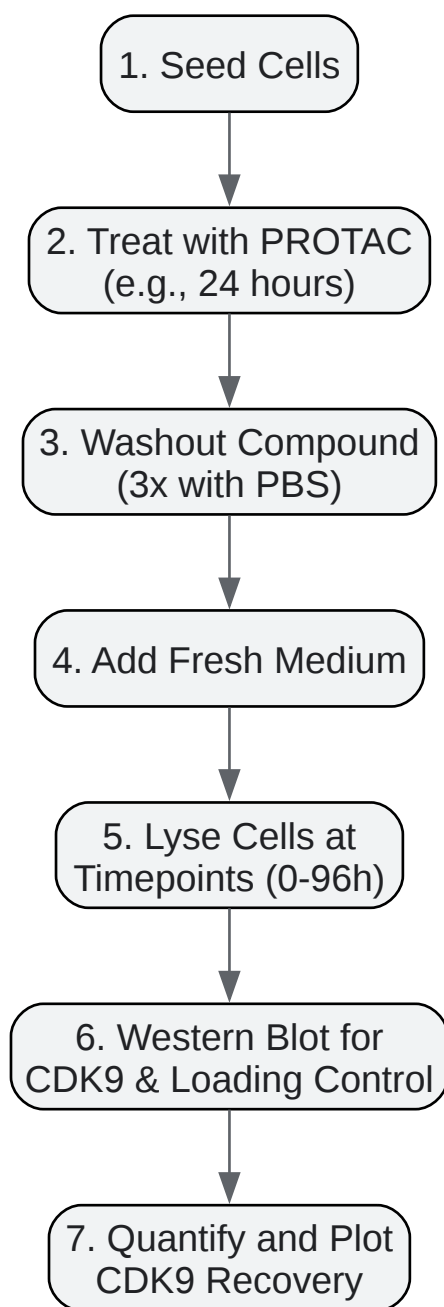 1. Seed Cells
2. Treat with PROTAC
(e.g., 24 hours)
3. Washout Compound
(3x with PBS)
4. Add Fresh Medium
5. Lyse Cells at
Timepoints (0-96h)
6. Western Blot for
CDK9 & Loading Control
7. Quantify and Plot
CDK9 Recovery